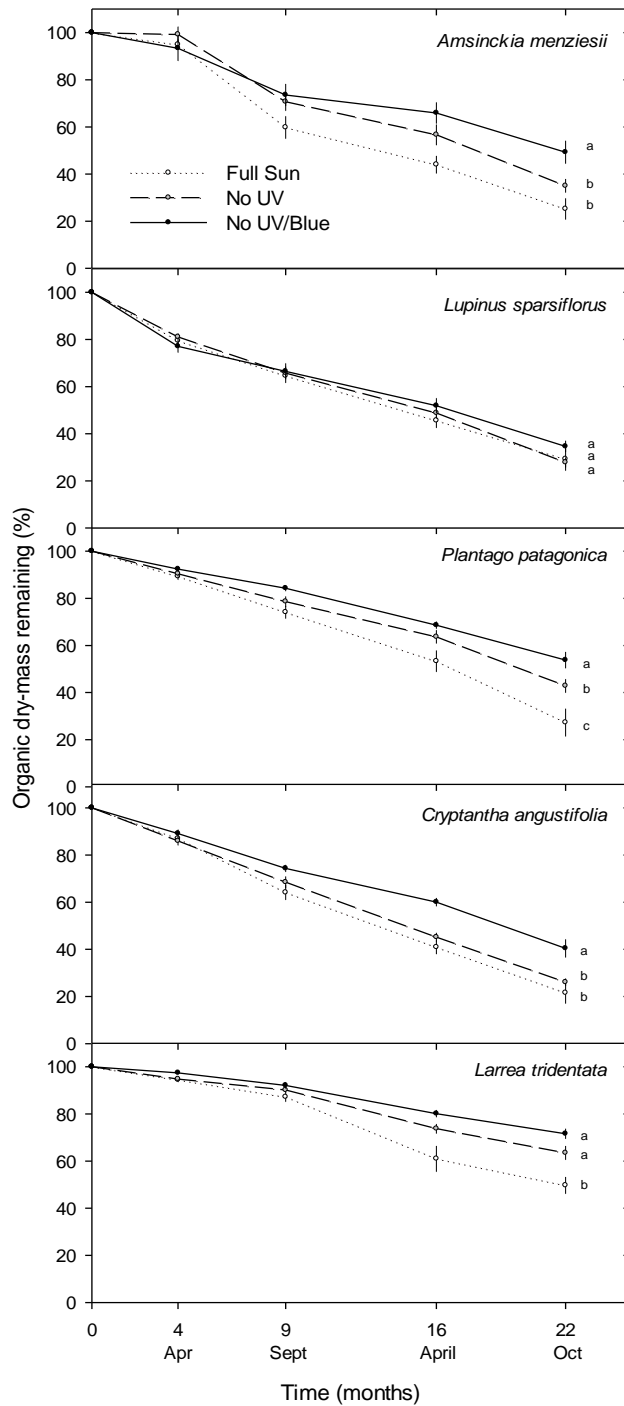 Organic dry-mass remaining (%)
100
80
60
40
20
0
Amsinckia menziesii
Full Sun
No UV
No UV/Blue
a
b
b
100
80
60
40
20
0
Lupinus sparsiflorus
a
a
a
100
80
60
40
20
0
Plantago patagonica
a
b
c
100
80
60
40
20
0
Cryptantha angustifolia
a
b
b
100
80
60
40
20
0
Larrea tridentata
a
a
b
0 4 9 16 22
Apr Sept April Oct
Time (months)